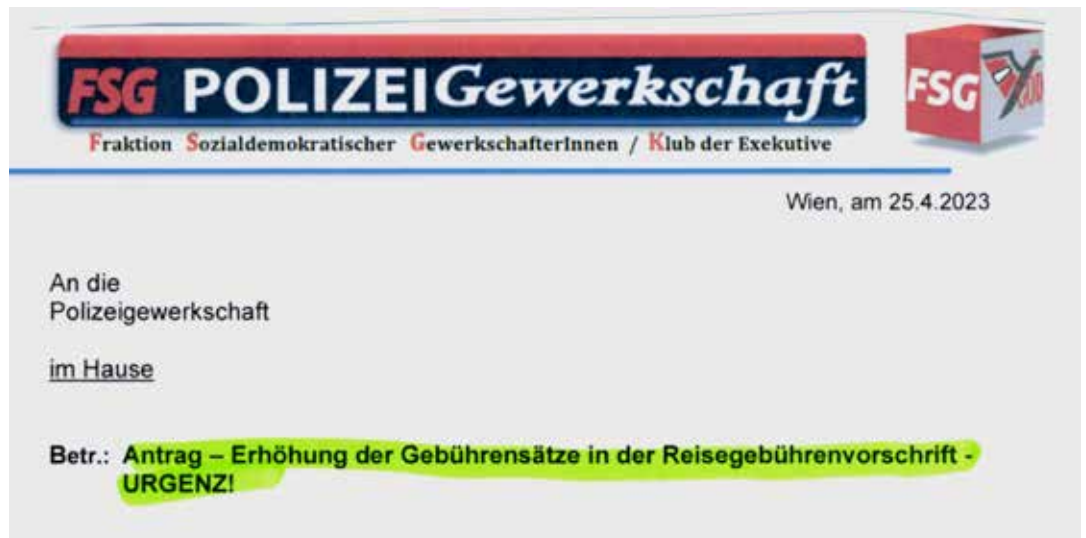 FSG POLIZEIGewerkschaft
FSG
Fraktion Sozialdemokratischer GewerkschafterInnen / Klub der Exekutive
Wien, am 25.4.2023
An die
Polizeigewerkschaft
im Hause
Betr.: Antrag – Erhöhung der Gebührensätze in der Reisegebührenvorschrift -
URGENZ!